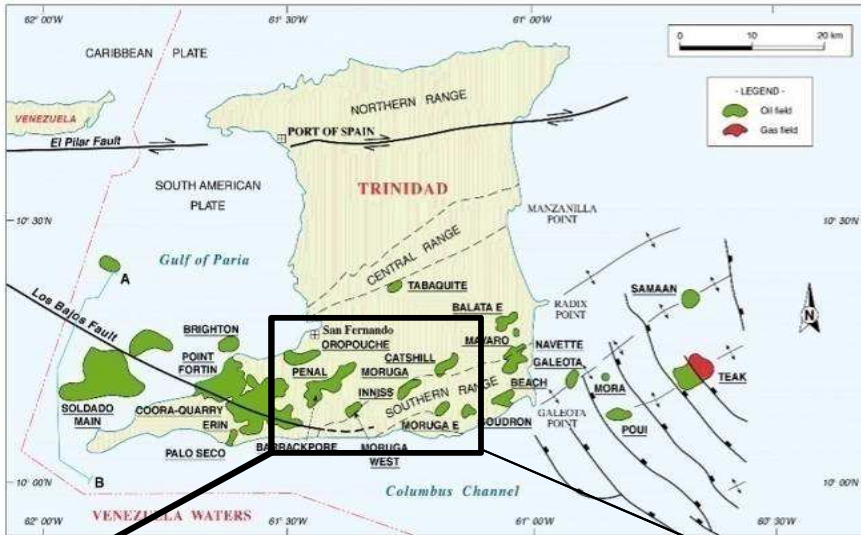 62° 00'W
61° 30'W
61° 00'W
CARIBBEAN PLATE
0 10 20 km
- LEGEND -
Oil field
Gas field
NORTHERN RANGE
VENEZUELA
PORT OF SPAIN
El Pilar Fault
SOUTH AMERICAN
PLATE
TRINIDAD
10° 30'
10° 30'
MANZANILLA
POINT
Gulf of Paria
CENTRAL RANGE
A
TABAQUITE
SAMAAN
RADIX
POINT
BALATA E
Los Bajos Fault
N
BRIGHTON
San Fernando
OROPOUCHE
MAYARO
NAVETTE
POINT
FORTIN
CATSHILL
GALEOTA
PENAL
MORUGA
TEAK
INNISS
SOUTHERN RANGE
BEACH
MORA
SOLDADO
MAIN
COORA-QUARRY
GALEOTA
POINT
ERIN
MORUGA E
GOUDRON
POUI
PALO SECO
BARRACKPORE
MORUGA
WEST
B
10° 00'
10° 00'
Columbus Channel
VENEZUELA WATERS
62° 00'W
61° 30'W
61° 00'W
60° 30'W